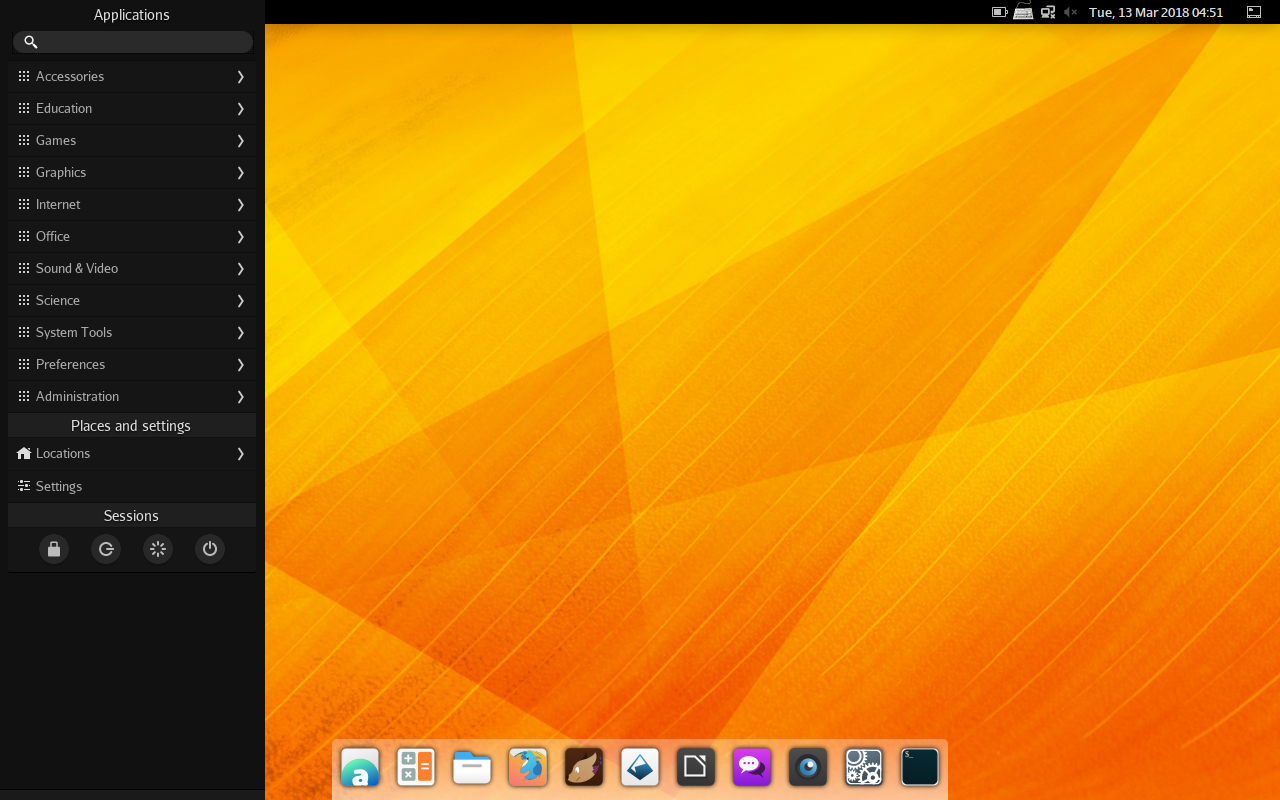 Applications
Tue, 13 Mar 2018 04:51
Accessories
Education
Games
Graphics
Internet
Office
Sound & Video
Science
System Tools
Preferences
Administration
Places and settings
Locations
Settings
Sessions
a
$_